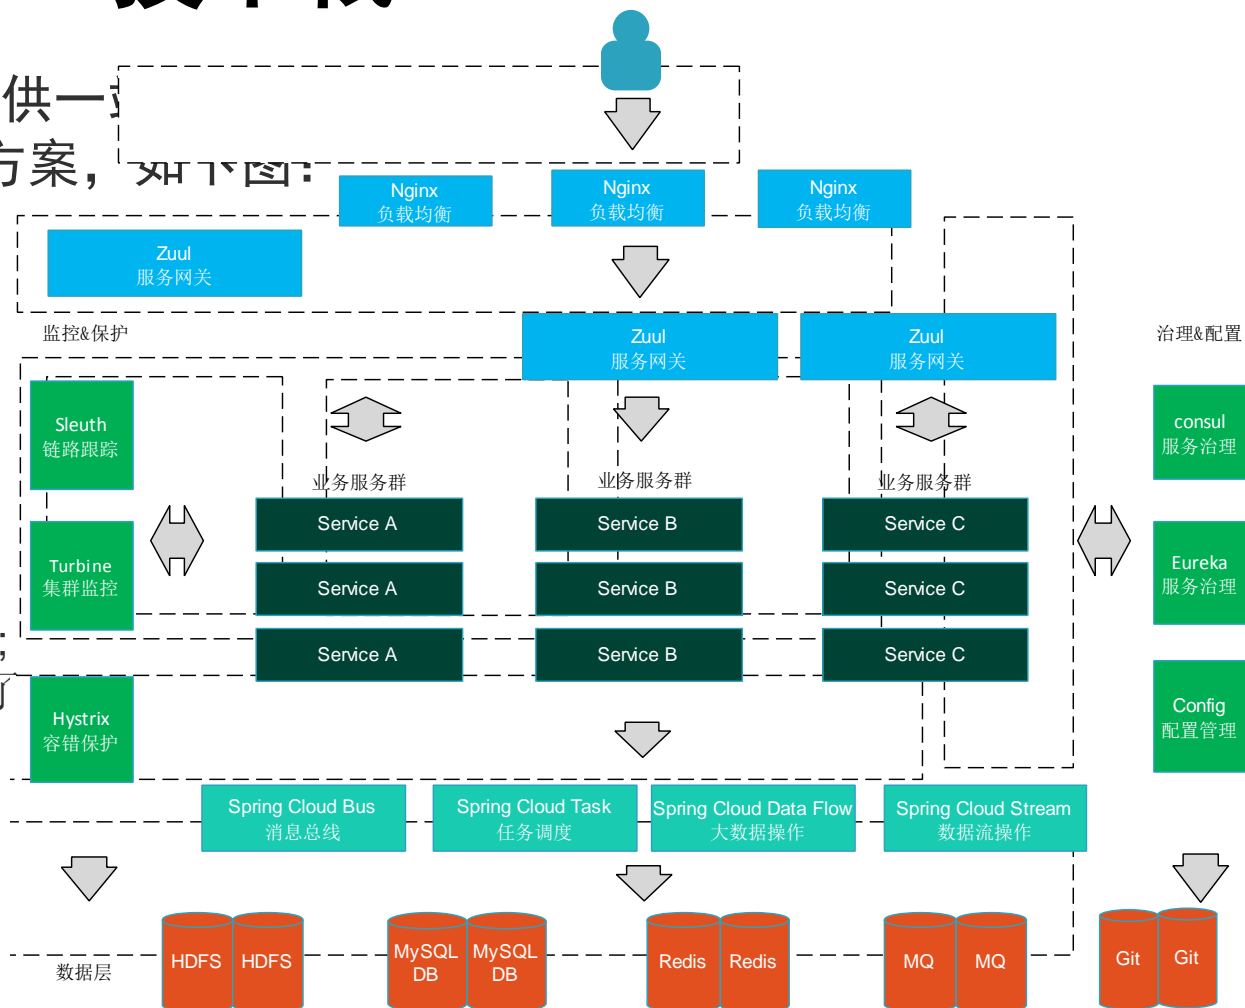 供一
方案，如下图：
Nginx
负载均衡
Nginx
负载均衡
Nginx
负载均衡
Zuul
服务网关
监控&保护
Zuul
服务网关
Zuul
服务网关
治理&配置
Sleuth
链路跟踪
consul
服务治理
业务服务群
业务服务群
业务服务群
Service A
Service B
Service C
Turbine
集群监控
Eureka
服务治理
Service A
Service B
Service C
;
Service A
Service B
Service C
Hystrix
容错保护
Config
配置管理
Spring Cloud Bus
消息总线
Spring Cloud Task
任务调度
Spring Cloud Data Flow
大数据操作
Spring Cloud Stream
数据流操作
数据层
HDFS
HDFS
MySQL
DB
MySQL
DB
Redis
Redis
MQ
MQ
Git
Git